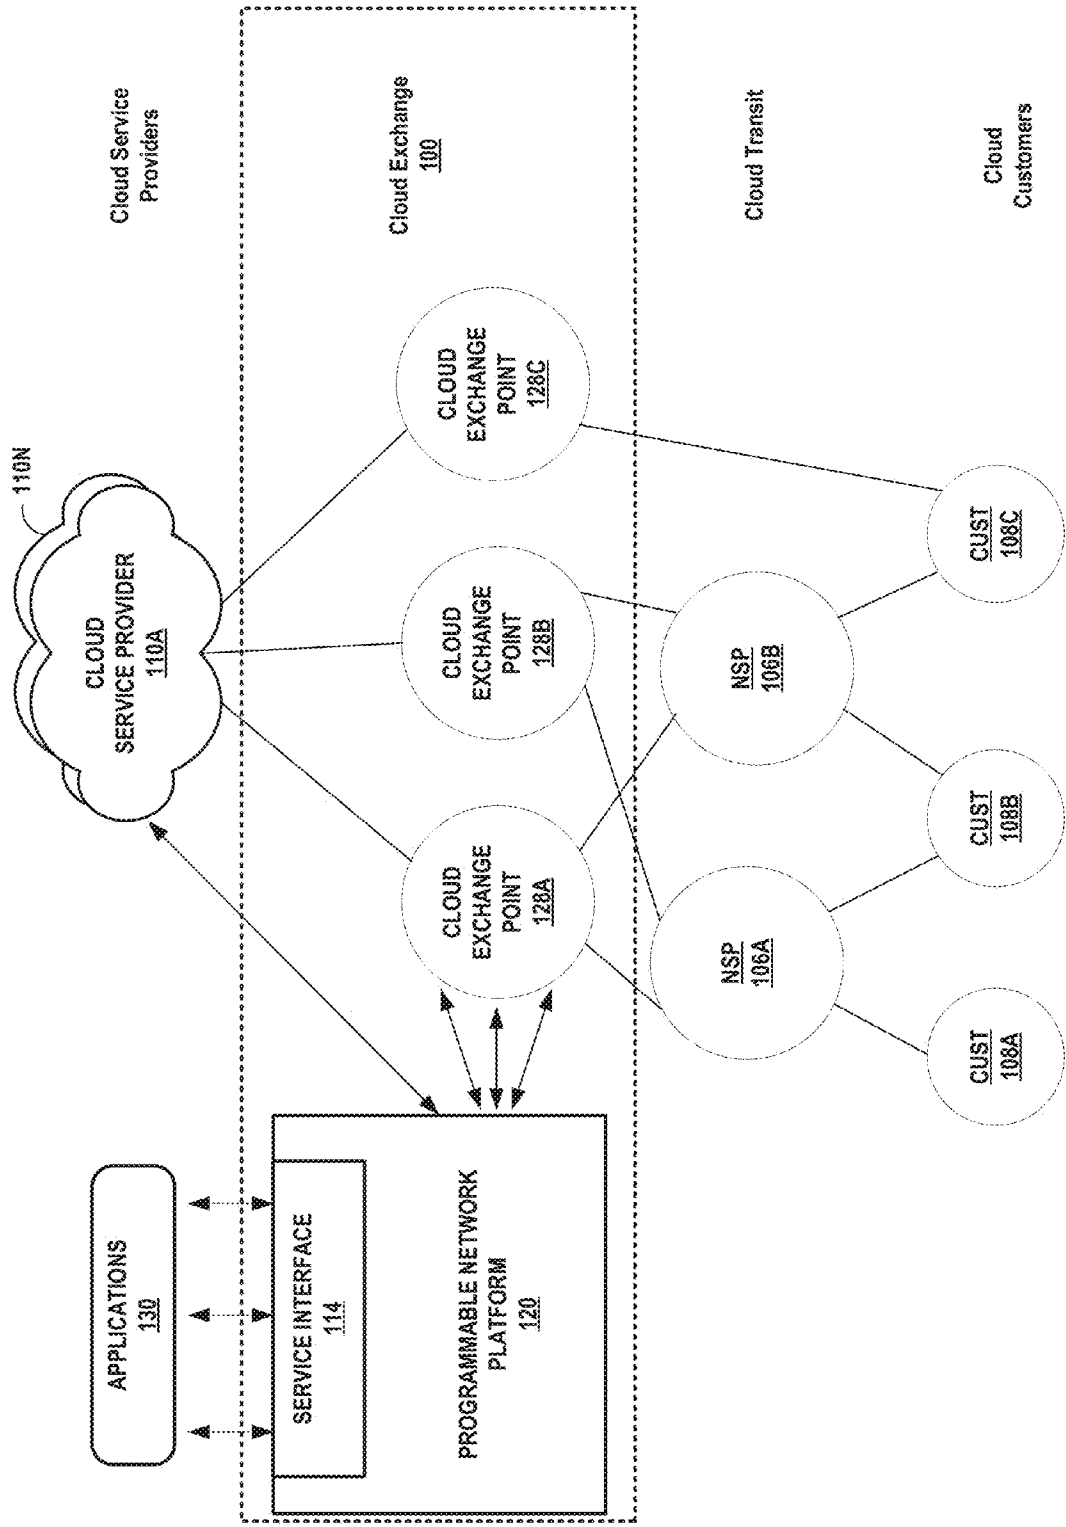 APPLICATIONS
130
SERVICE INTERFACE
114
PROGRAMMABLE NETWORK
PLATFORM
120
110N
CLOUD
SERVICE PROVIDER
110A
Cloud Service
Providers
CLOUD
EXCHANGE
POINT
128A
CLOUD
EXCHANGE
POINT
128B
CLOUD
EXCHANGE
POINT
128C
Cloud Exchange
100
NSP
106A
NSP
106B
Cloud Transit
CUST
108A
CUST
108B
CUST
108C
Cloud
Customers